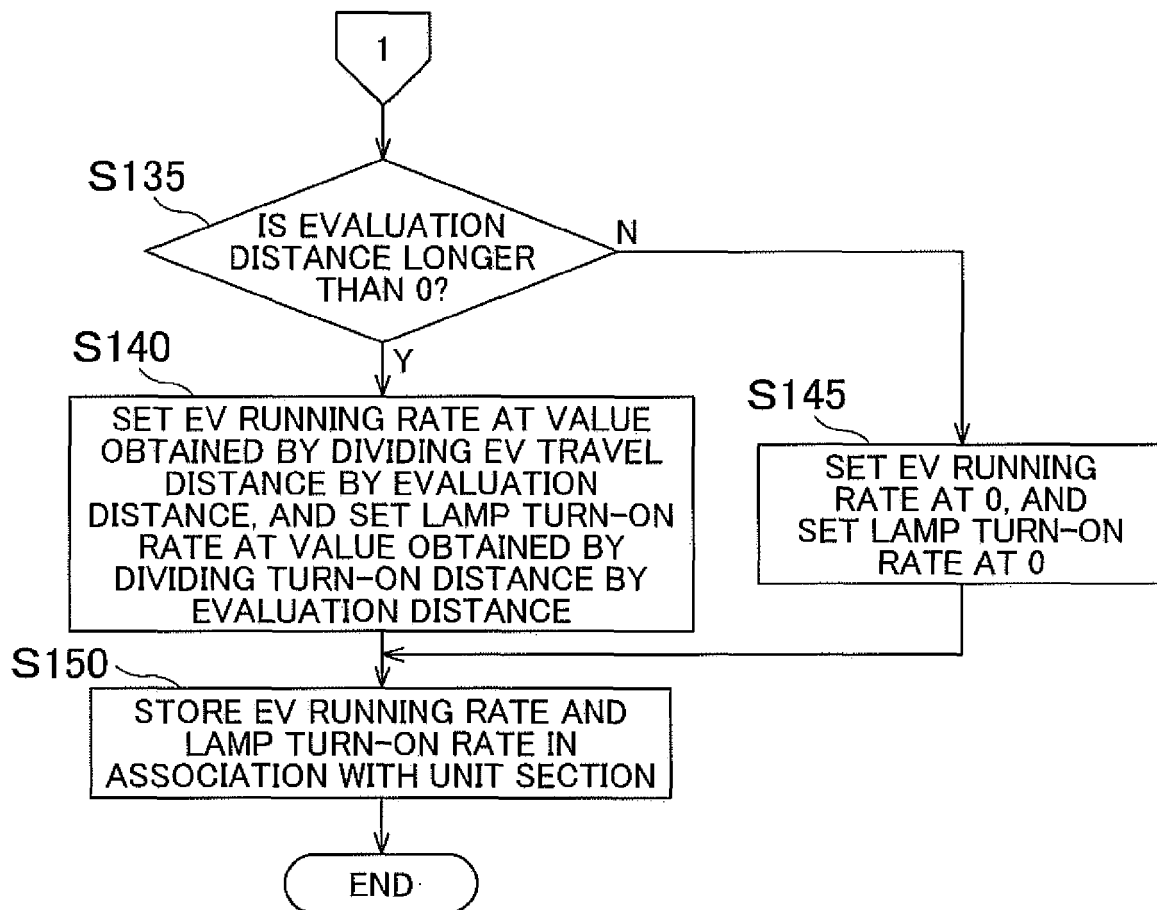 1
S135
IS EVALUATION
DISTANCE LONGER
THAN 0?
N
Y
S140
SET EV RUNNING RATE AT VALUE
OBTAINED BY DIVIDING EV TRAVEL
DISTANCE BY EVALUATION
DISTANCE, AND SET LAMP TURN-ON
RATE AT VALUE OBTAINED BY
DIVIDING TURN-ON DISTANCE BY
EVALUATION DISTANCE
S145
SET EV RUNNING
RATE AT 0, AND
SET LAMP TURN-ON
RATE AT 0
S150
STORE EV RUNNING RATE AND
LAMP TURN-ON RATE IN
ASSOCIATION WITH UNIT SECTION
END